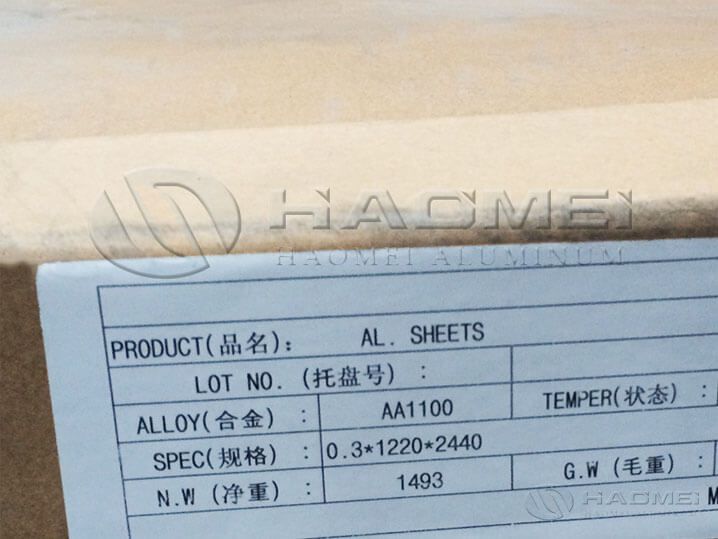 HAOMEI
HAOMEI ALUMINUM
PRODUCT(品名): AL. SHEETS
LOT NO. (托盘号) :
ALLOY(合金) : AA1100 TEMPER(状态) :
SPEC(规格) : 0.3*1220*2440
N.W (净重) : 1493 G.W (毛重) :
HAOMEI
M